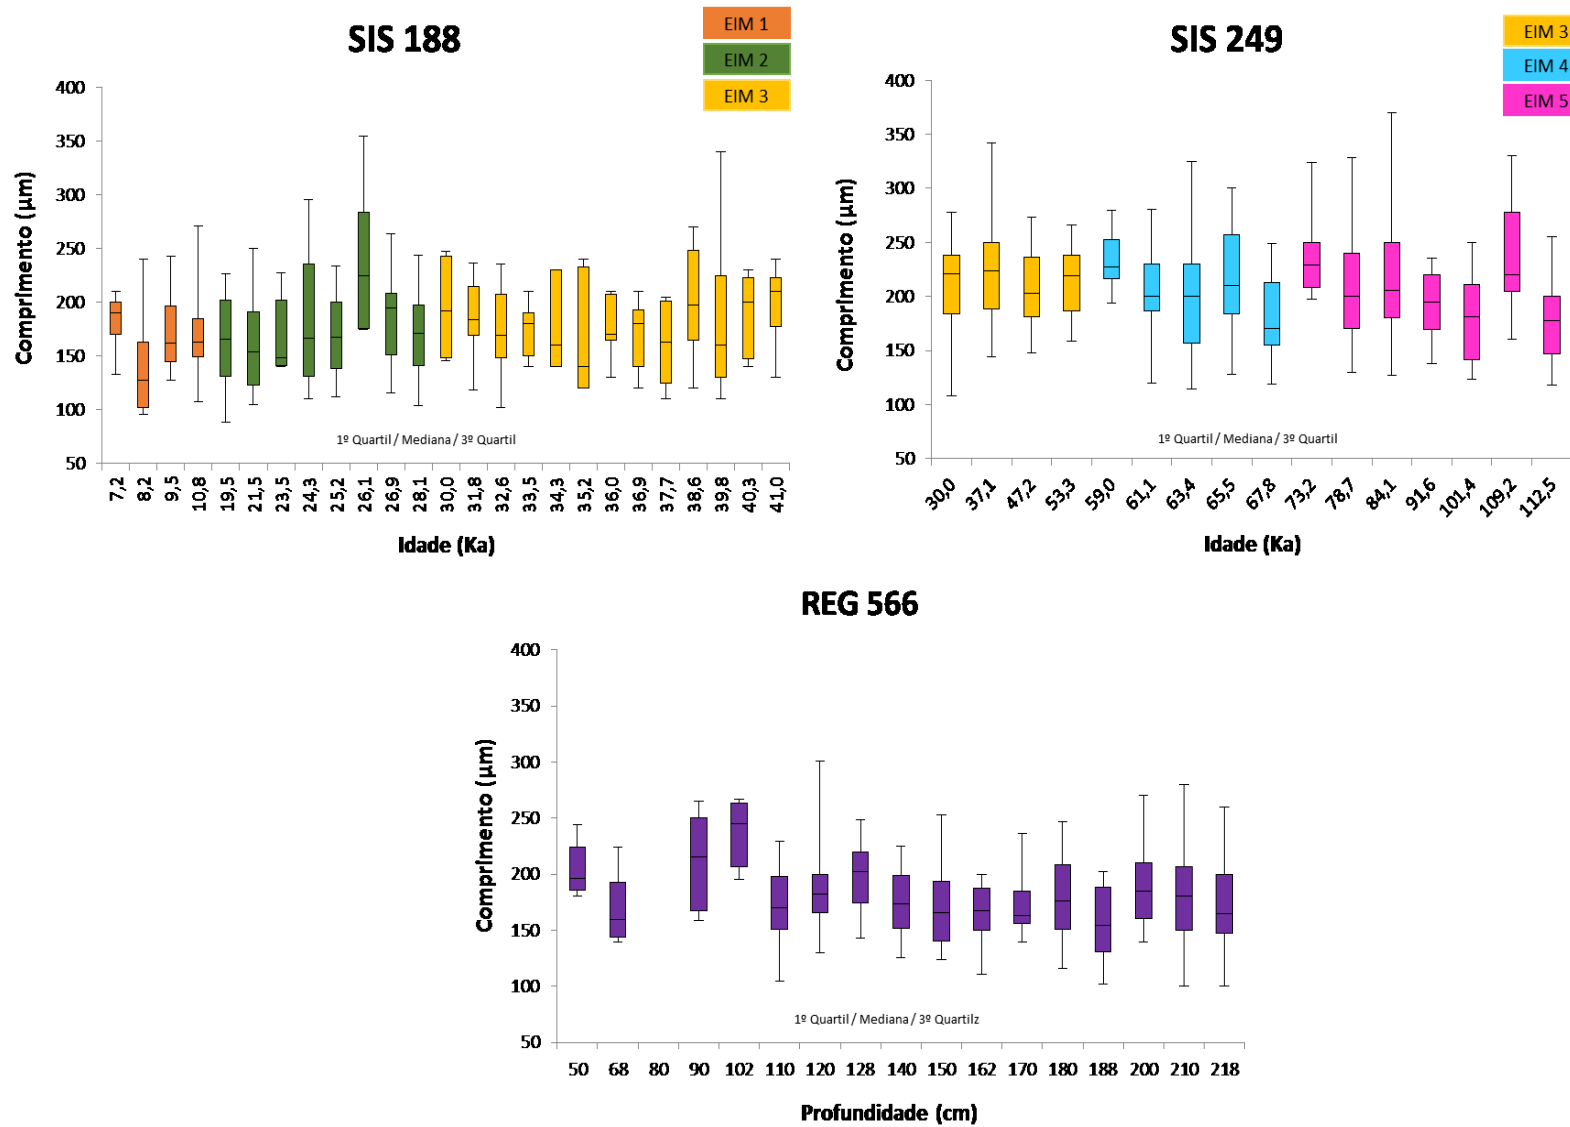 SIS 188
EIM 1
EIM 2
EIM 3
Comprimento (µm)
400
350
300
250
200
150
100
50
1º Quartil / Mediana / 3º Quartil
7,2 8,2 9,5 10,8 19,5 21,5 23,5 24,3 25,2 26,1 26,9 28,1 30,0 31,8 32,6 33,5 34,3 35,2 36,0 36,9 37,7 38,6 39,8 40,3 41,0
Idade (Ka)
SIS 249
EIM 3
EIM 4
EIM 5
Comprimento (µm)
400
350
300
250
200
150
100
50
1º Quartil / Mediana / 3º Quartil
30,0 37,1 47,2 53,3 59,0 61,1 63,4 65,5 67,8 73,2 78,7 84,1 91,6 101,4 109,2 112,5
Idade (Ka)
REG 566
Comprimento (µm)
400
350
300
250
200
150
100
50
1º Quartil / Mediana / 3º Quartilz
50 68 80 90 102 110 120 128 140 150 162 170 180 188 200 210 218
Profundidade (cm)